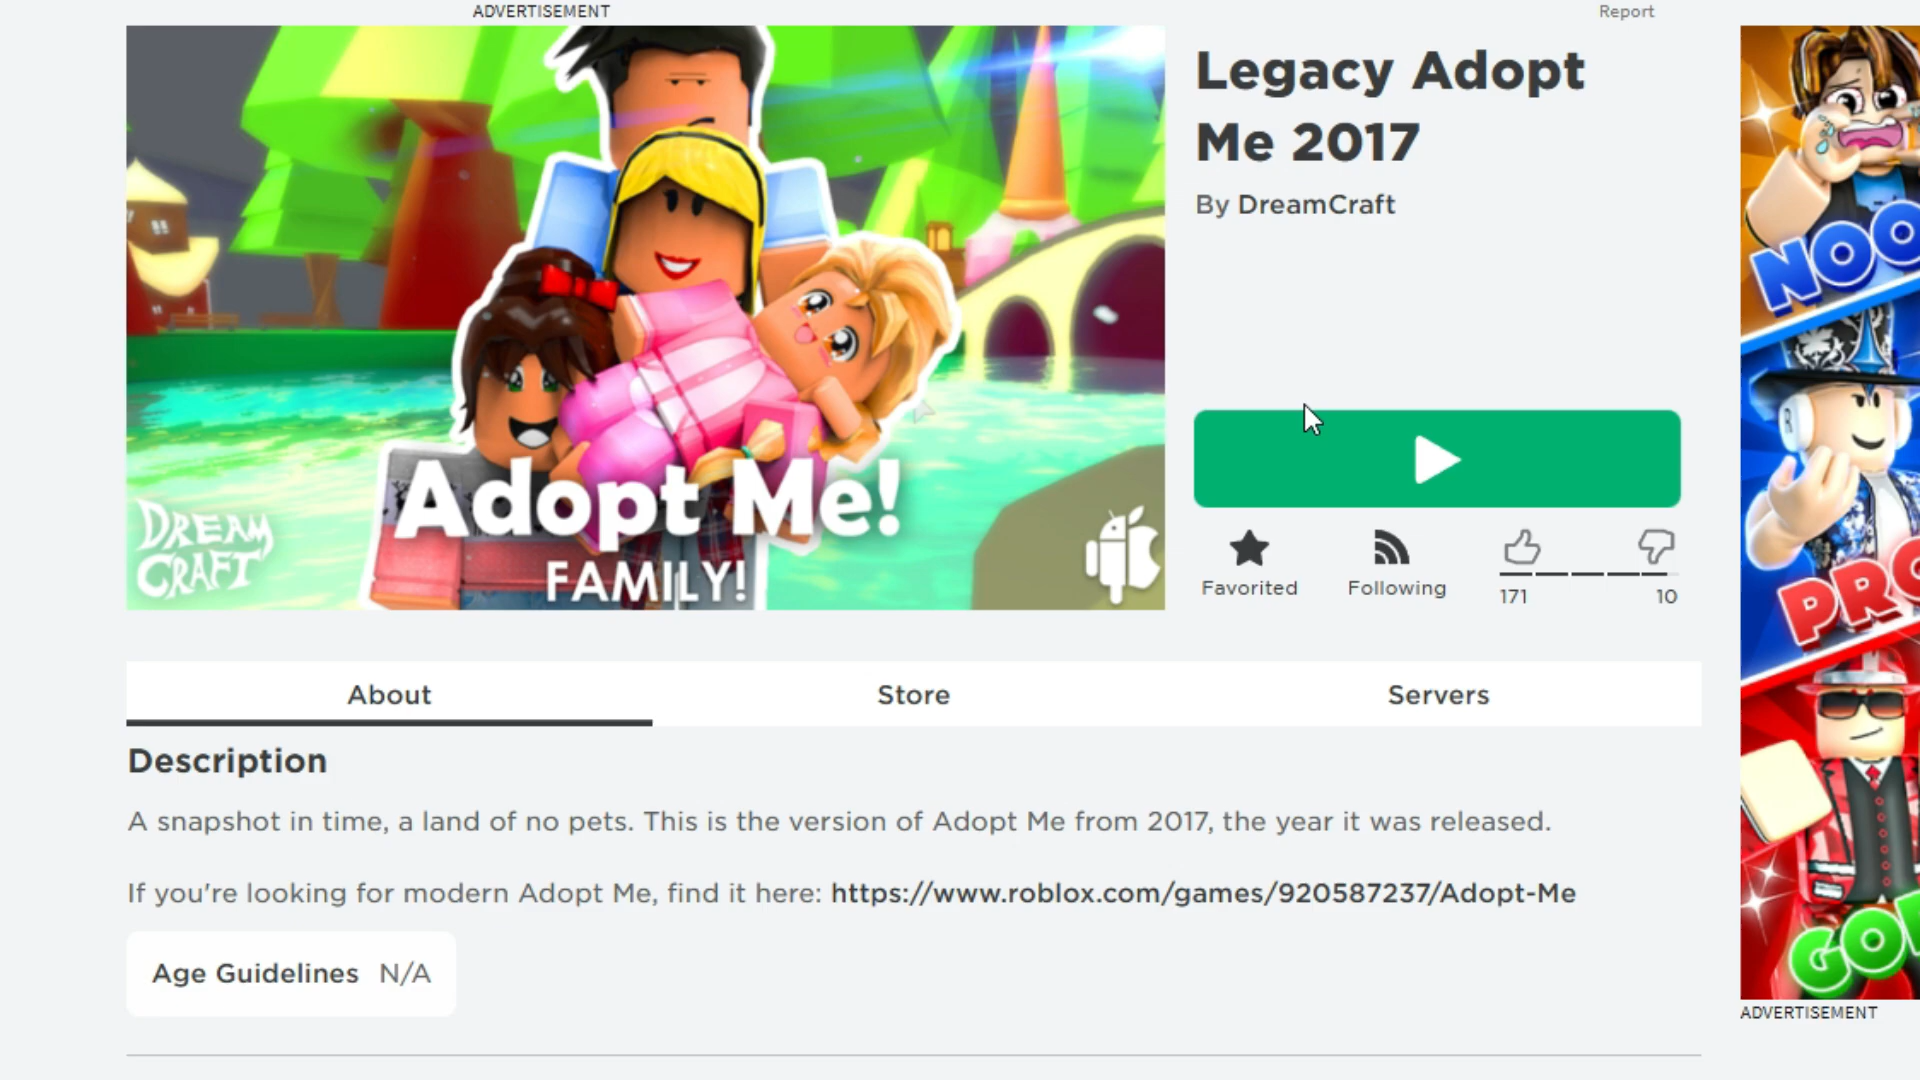 ADVERTISEMENT
Report
Legacy Adopt
Me 2017
By DreamCraft
Adopt Me!
FAMILY!
DREAM
CRAFT
Favorited
Following
171
10
About
Store
Servers
Description
A snapshot in time, a land of no pets. This is the version of Adopt Me from 2017, the year it was released.
If you're looking for modern Adopt Me, find it here: https://www.roblox.com/games/920587237/Adopt-Me
Age Guidelines N/A
NOO
PRO
GO
ADVERTISEMENT